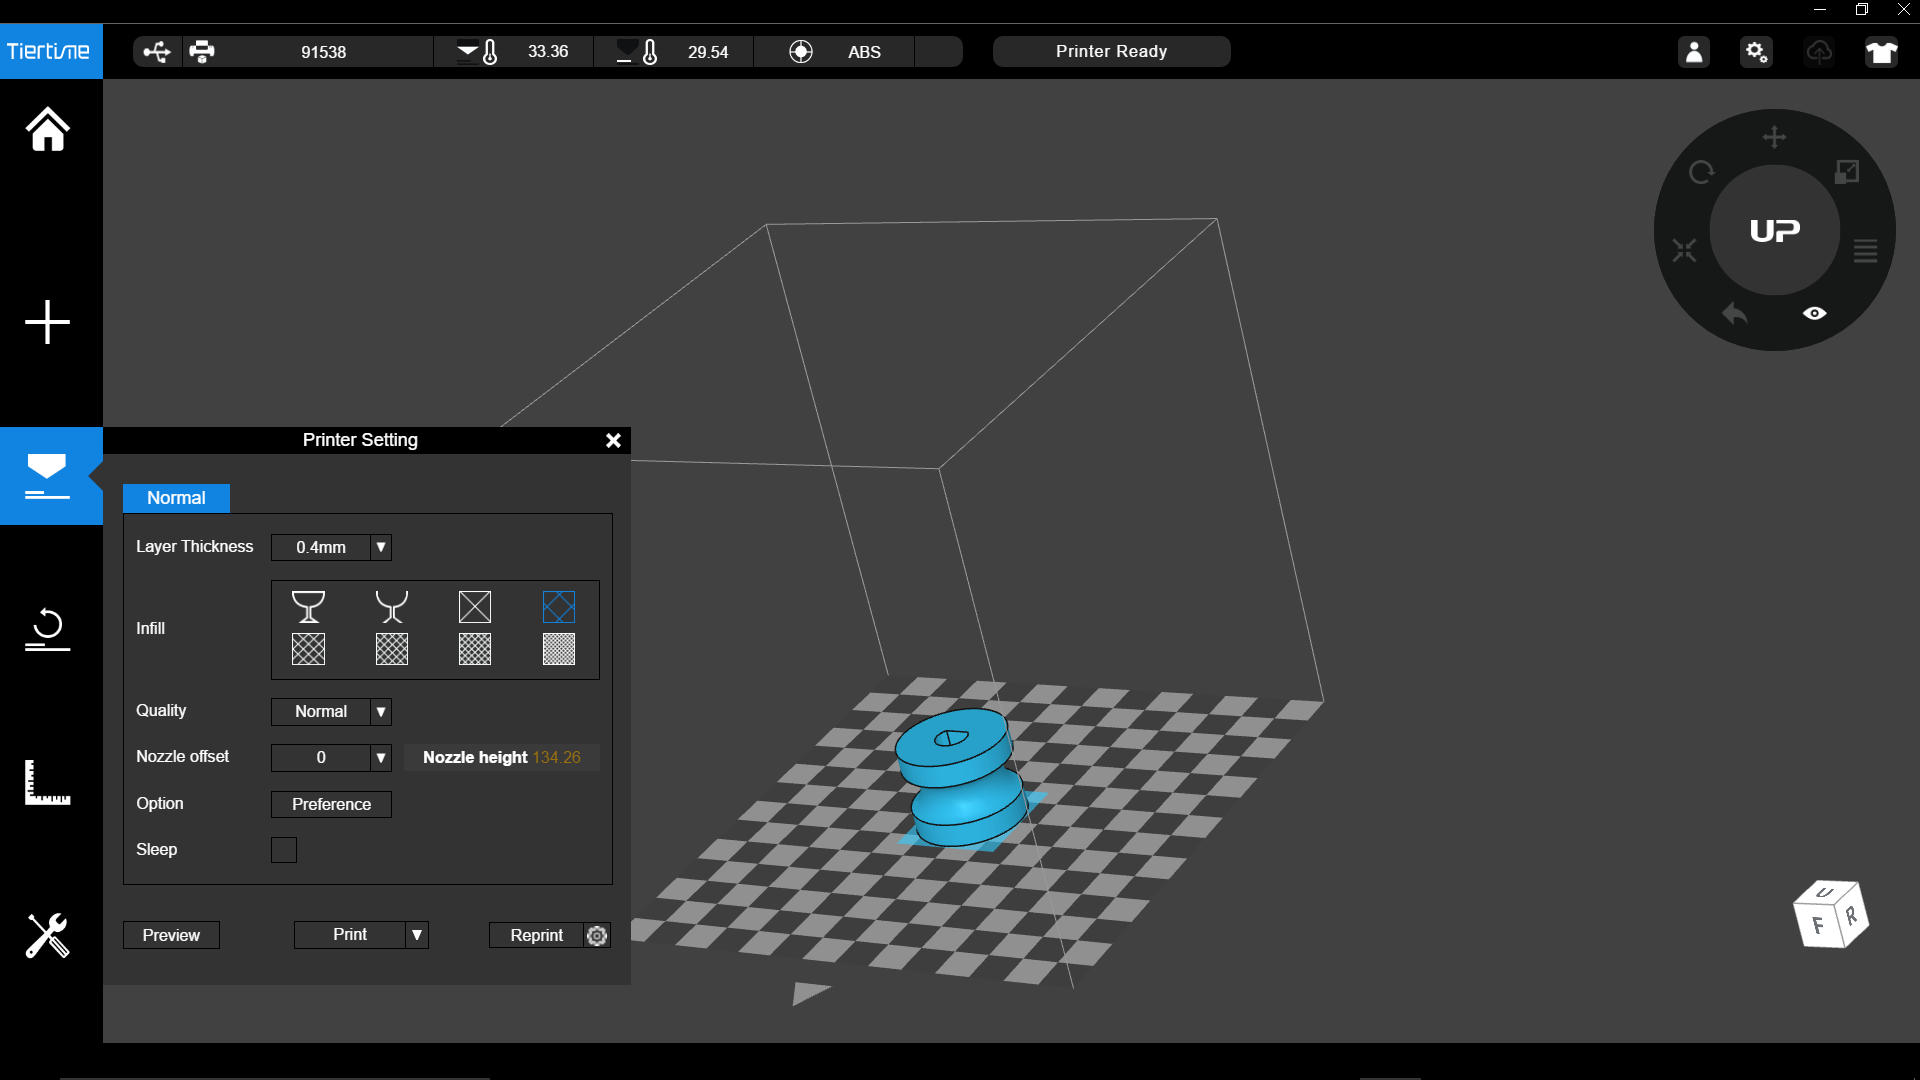 Tiertime
91538
33.36
29.54
ABS
Printer Ready
UP
Printer Setting
Normal
Layer Thickness
0.4mm
Infill
Quality
Normal
Nozzle offset
0
Nozzle height 134.26
Option
Preference
Sleep
Preview
Print
Reprint
U
F
R